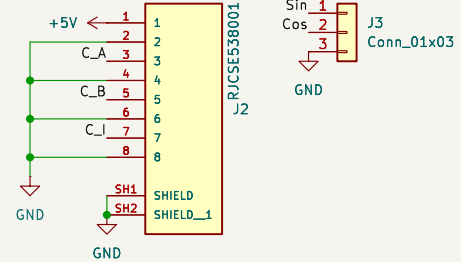 +5V 1 1
2 2
C_A 3 3
4 4
C_B 5 5
6 6
C_I 7 7
8 8
SH1 SHIELD
SH2 SHIELD__1
GND
GND
RJCSE538001
J2
Sin 1
Cos 2
3
J3
Conn_01x03
GND